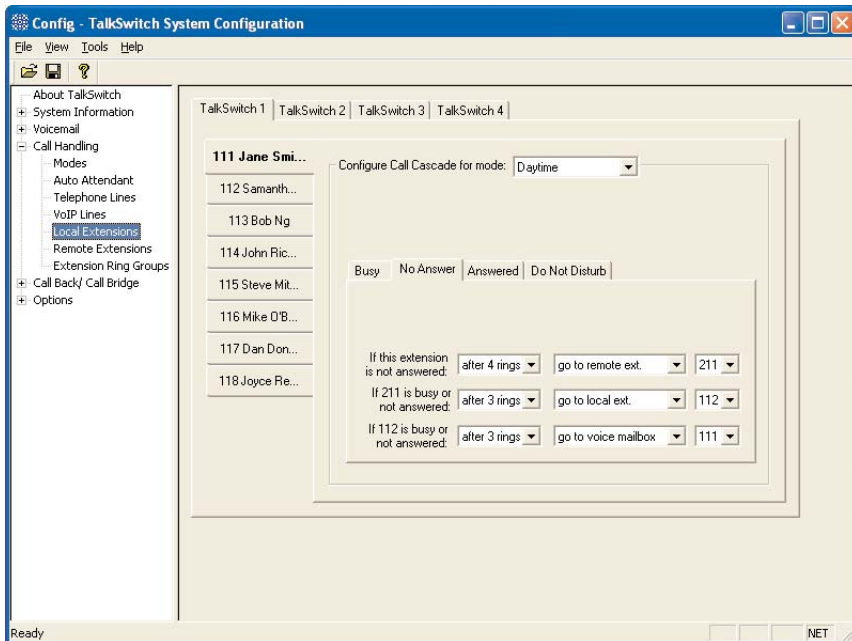 Config - TalkSwitch System Configuration
File View Tools Help
About TalkSwitch
System Information
Voicemail
Call Handling
Modes
Auto Attendant
Telephone Lines
VoIP Lines
Local Extensions
Remote Extensions
Extension Ring Groups
Call Back/ Call Bridge
Options
TalkSwitch 1 TalkSwitch 2 TalkSwitch 3 TalkSwitch 4
111 Jane Smi...
112 Samanth...
113 Bob Ng
114 John Ric...
115 Steve Mit...
116 Mike O'B...
117 Dan Don...
118 Joyce Re...
Configure Call Cascade for mode: Daytime
Busy No Answer Answered Do Not Disturb
If this extension
is not answered: after 4 rings go to remote ext. 211
If 211 is busy or
not answered: after 3 rings go to local ext. 112
If 112 is busy or
not answered: after 3 rings go to voice mailbox 111
Ready NET